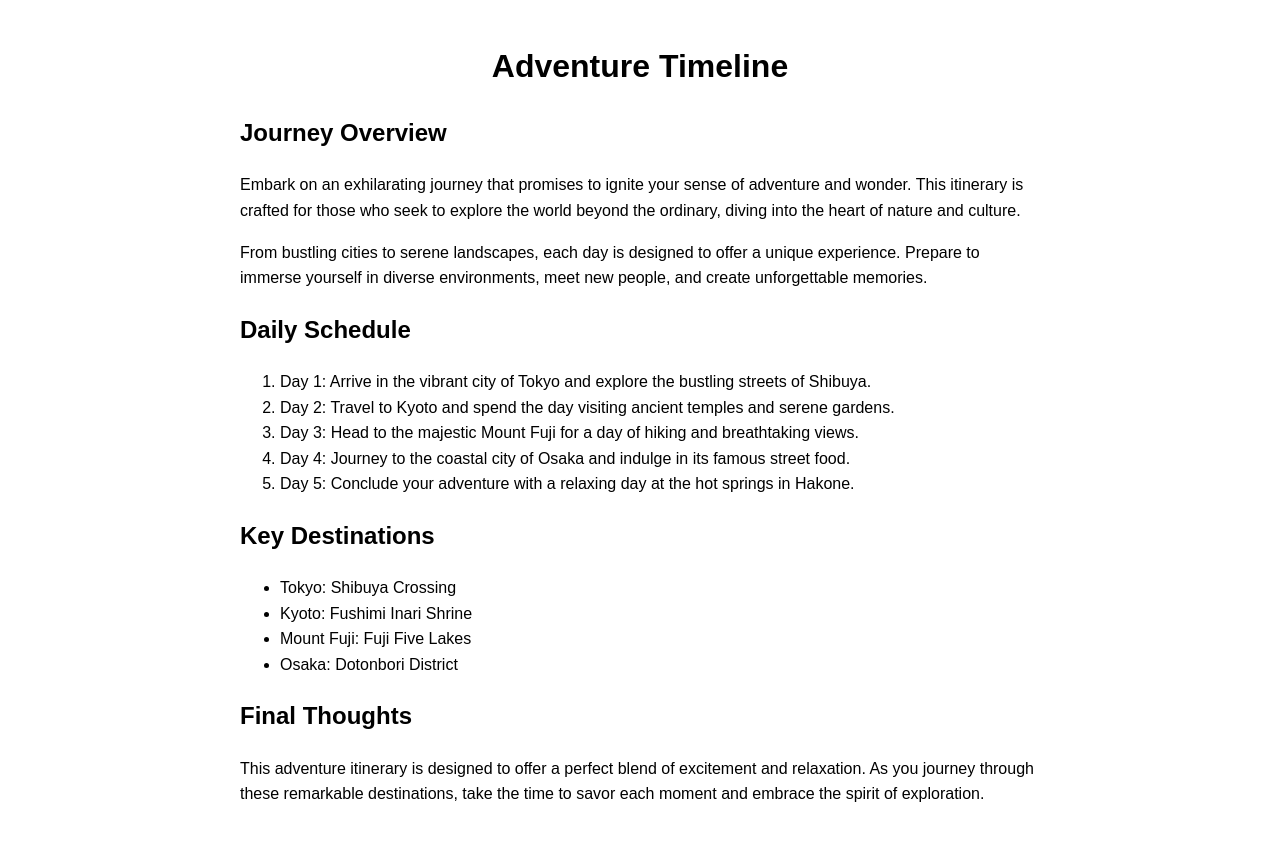 Adventure Timeline
Journey Overview
Embark on an exhilarating journey that promises to ignite your sense of adventure and wonder. This itinerary is
crafted for those who seek to explore the world beyond the ordinary, diving into the heart of nature and culture.
From bustling cities to serene landscapes, each day is designed to offer a unique experience. Prepare to
immerse yourself in diverse environments, meet new people, and create unforgettable memories.
Daily Schedule
1. Day 1: Arrive in the vibrant city of Tokyo and explore the bustling streets of Shibuya.
2. Day 2: Travel to Kyoto and spend the day visiting ancient temples and serene gardens.
3. Day 3: Head to the majestic Mount Fuji for a day of hiking and breathtaking views.
4. Day 4: Journey to the coastal city of Osaka and indulge in its famous street food.
5. Day 5: Conclude your adventure with a relaxing day at the hot springs in Hakone.
Key Destinations
• Tokyo: Shibuya Crossing
• Kyoto: Fushimi Inari Shrine
• Mount Fuji: Fuji Five Lakes
• Osaka: Dotonbori District
Final Thoughts
This adventure itinerary is designed to offer a perfect blend of excitement and relaxation. As you journey through
these remarkable destinations, take the time to savor each moment and embrace the spirit of exploration.